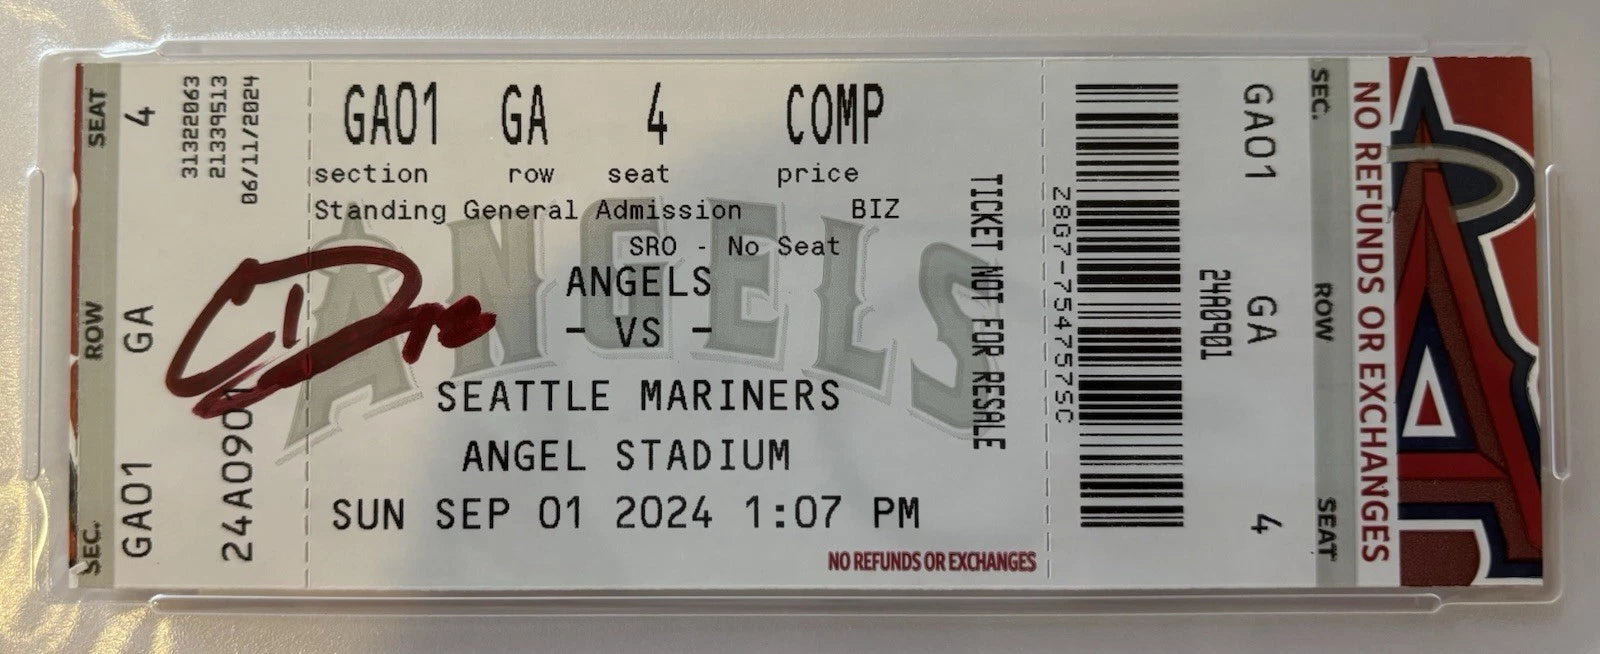 SEAT
4
31322063
21339513
06/11/2024
ROW
GA
SEC.
GA01
24A0901
GA01 GA 4 COMP
section row seat price
Standing General Admission BIZ
SRO - No Seat
ANGELS
ANGELS
- VS -
SEATTLE MARINERS
ANGEL STADIUM
SUN SEP 01 2024 1:07 PM
NO REFUNDS OR EXCHANGES
TICKET NOT FOR RESALE
Z8G7-7547575C
24A0901
GA01
GA
4
SEC.
ROW
SEAT
NO REFUNDS OR EXCHANGES
A